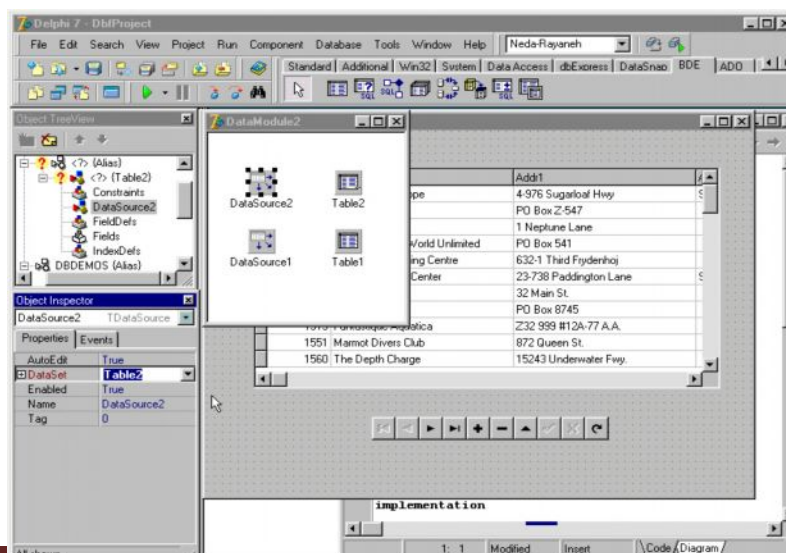 Delphi 7 - DbfProject
File Edit Search View Project Run Component Database Tools Window Help Neda-Rayaneh
Standard Additional Win32 System Data Access dbExpress DataSnap BDE ADO
Object TreeView
<?> (Alias)
<?> (Table2)
Constraints
DataSource2
FieldDefs
Fields
IndexDefs
DBDEMOS (Alias)
Object Inspector
DataSource2 TDataSource
Properties Events
AutoEdit True
DataSet Table2
Enabled True
Name DataSource2
Tag 0
All shown
DataModule2
DataSource2 Table2
DataSource1 Table1
Addr1
4-976 Sugarloaf Hwy
PO Box Z-547
1 Neptune Lane
World Unlimited PO Box 541
ing Centre 632-1 Third Frydenhoj
Center 23-738 Paddington Lane
32 Main St.
PO Box 8745
Z32 999 #12A-77 A.A.
1551 Marmot Divers Club 872 Queen St.
1560 The Depth Charge 15243 Underwater Fwy.
implementation
1: 1 Modified Insert Code Diagram